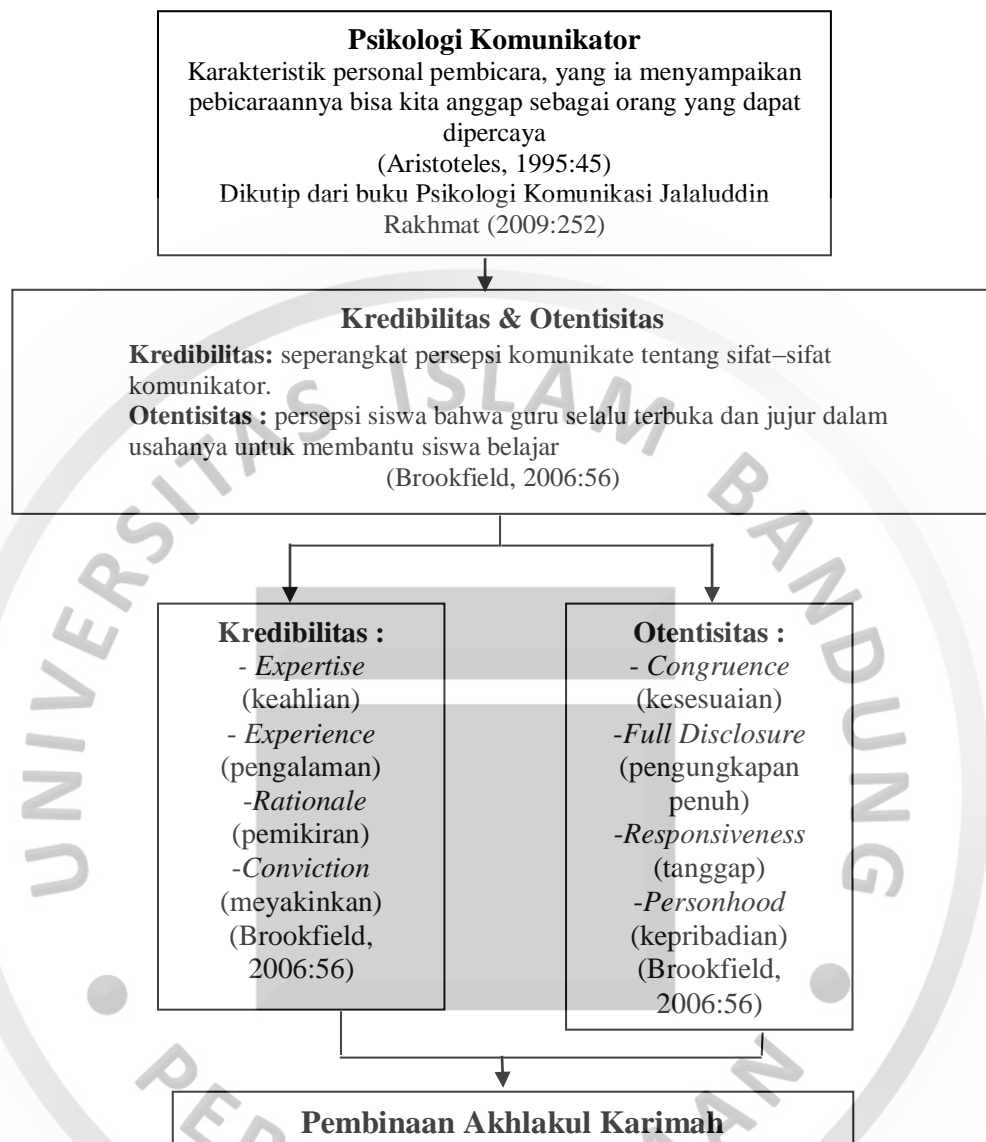 Psikologi Komunikator
Karakteristik personal pembicara, yang ia menyampaikan
pebicaraannya bisa kita anggap sebagai orang yang dapat
dipercaya
(Aristoteles, 1995:45)
Dikutip dari buku Psikologi Komunikasi Jalaluddin
Rakhmat (2009:252)
Kredibilitas & Otentisitas
Kredibilitas: seperangkat persepsi komunikate tentang sifat–sifat
komunikator.
Otentisitas : persepsi siswa bahwa guru selalu terbuka dan jujur dalam
usahanya untuk membantu siswa belajar
(Brookfield, 2006:56)
Kredibilitas :
- Expertise
(keahlian)
- Experience
(pengalaman)
-Rationale
(pemikiran)
-Conviction
(meyakinkan)
(Brookfield,
2006:56)
Otentisitas :
- Congruence
(kesesuaian)
-Full Disclosure
(pengungkapan
penuh)
-Responsiveness
(tanggap)
-Personhood
(kepribadian)
(Brookfield,
2006:56)
Pembinaan Akhlakul Karimah
UNIVERSITAS ISLAM BANDUNG